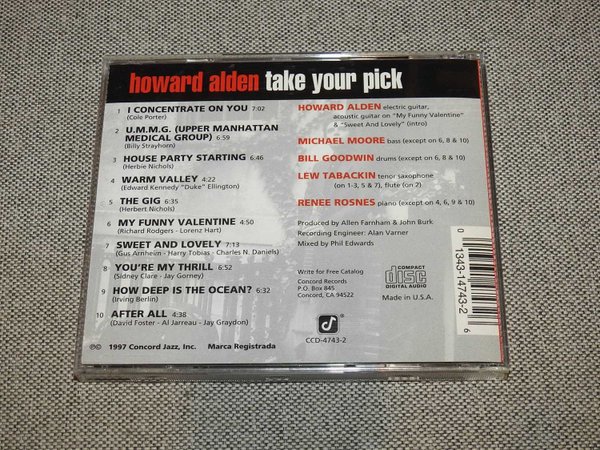 howard alden take your pick
1 I CONCENTRATE ON YOU 7:02
(Cole Porter)
2 U.M.M.G. (UPPER MANHATTAN
MEDICAL GROUP) 6:59
(Billy Strayhorn)
3 HOUSE PARTY STARTING 6:46
(Herbie Nichols)
4 WARM VALLEY 4:22
(Edward Kennedy "Duke" Ellington)
5 THE GIG 6:35
(Herbert Nichols)
6 MY FUNNY VALENTINE 4:50
(Richard Rodgers - Lorenz Hart)
7 SWEET AND LOVELY 7:13
(Gus Arnheim - Harry Tobias - Charles N. Daniels)
8 YOU'RE MY THRILL 6:52
(Sidney Clare - Jay Gorney)
9 HOW DEEP IS THE OCEAN? 6:32
(Irving Berlin)
10 AFTER ALL 4:38
(David Foster - Al Jarreau - Jay Graydon)
℗© 1997 Concord Jazz, Inc. Marca Registrada
HOWARD ALDEN electric guitar,
acoustic guitar on "My Funny Valentine"
& "Sweet And Lovely" (intro)
MICHAEL MOORE bass (except on 6, 8 & 10)
BILL GOODWIN drums (except on 6, 8 & 10)
LEW TABACKIN tenor saxophone
(on 1-3, 5 & 7), flute (on 2)
RENEE ROSNES piano (except on 4, 6, 9 & 10)
Produced by Allen Farnham & John Burk
Recording Engineer: Alan Varner
Mixed by Phil Edwards
Write for Free Catalog
Concord Records
P.O. Box 845
Concord, CA 94522
COMPACT
disc
DIGITAL AUDIO
Made in U.S.A.
CCD-4743-2
0 13431-4743-2 6